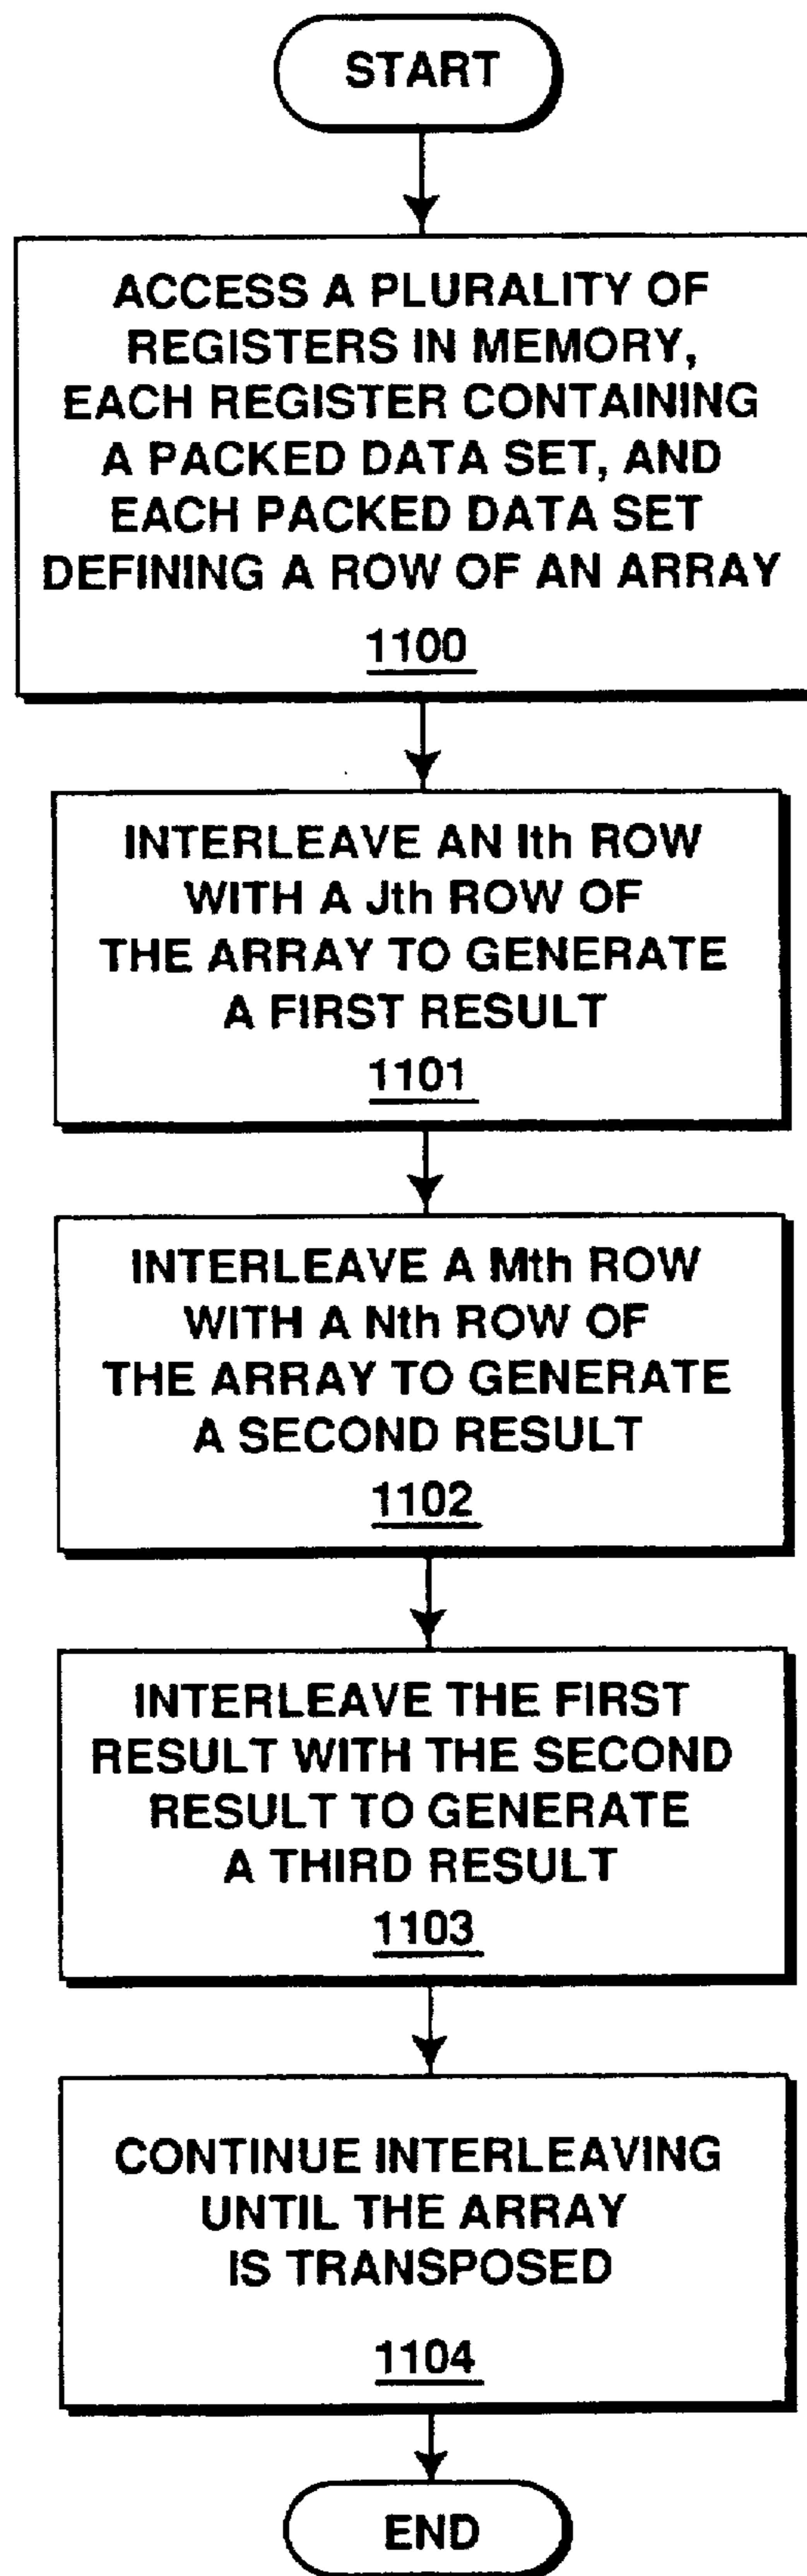 START
ACCESS A PLURALITY OF
REGISTERS IN MEMORY,
EACH REGISTER CONTAINING
A PACKED DATA SET, AND
EACH PACKED DATA SET
DEFINING A ROW OF AN ARRAY
1100
INTERLEAVE AN Ith ROW
WITH A Jth ROW OF
THE ARRAY TO GENERATE
A FIRST RESULT
1101
INTERLEAVE A Mth ROW
WITH A Nth ROW OF
THE ARRAY TO GENERATE
A SECOND RESULT
1102
INTERLEAVE THE FIRST
RESULT WITH THE SECOND
RESULT TO GENERATE
A THIRD RESULT
1103
CONTINUE INTERLEAVING
UNTIL THE ARRAY
IS TRANSPOSED
1104
END